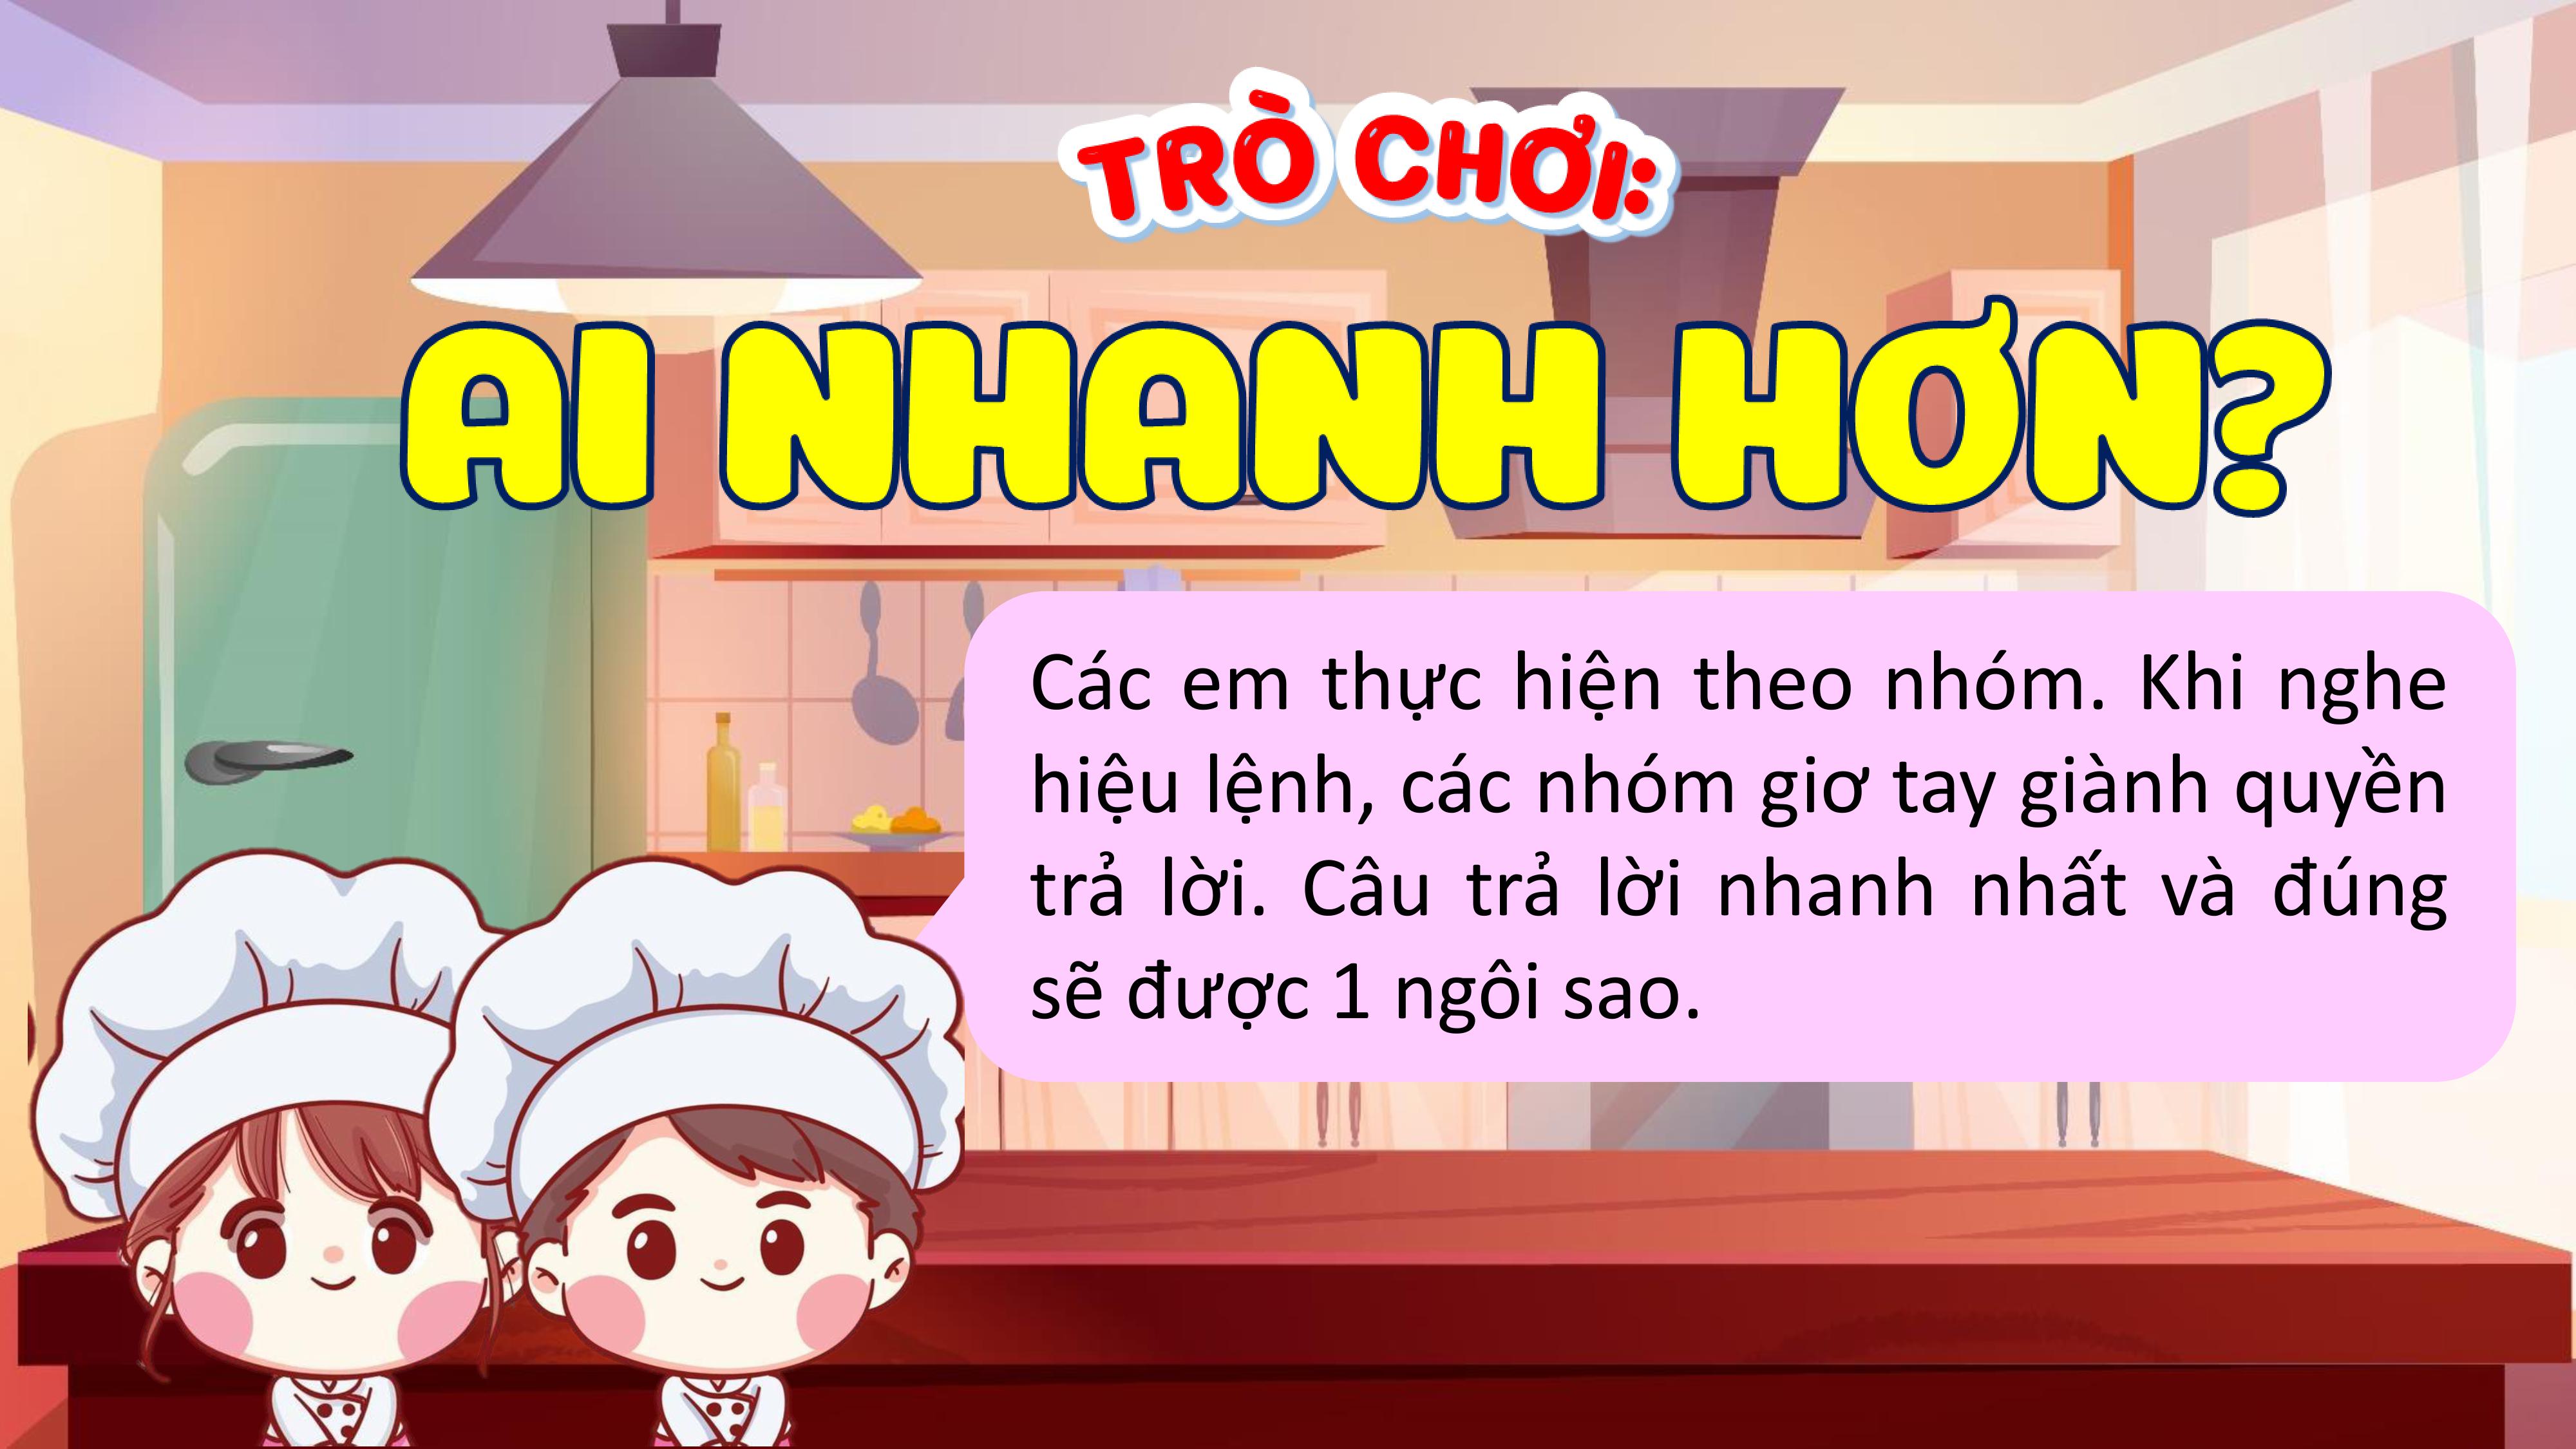 TRÒ CHƠI:
AI NHANH HƠN?
Các em thực hiện theo nhóm. Khi nghe
hiệu lệnh, các nhóm giơ tay giành quyền
trả lời. Câu trả lời nhanh nhất và đúng
sẽ được 1 ngôi sao.